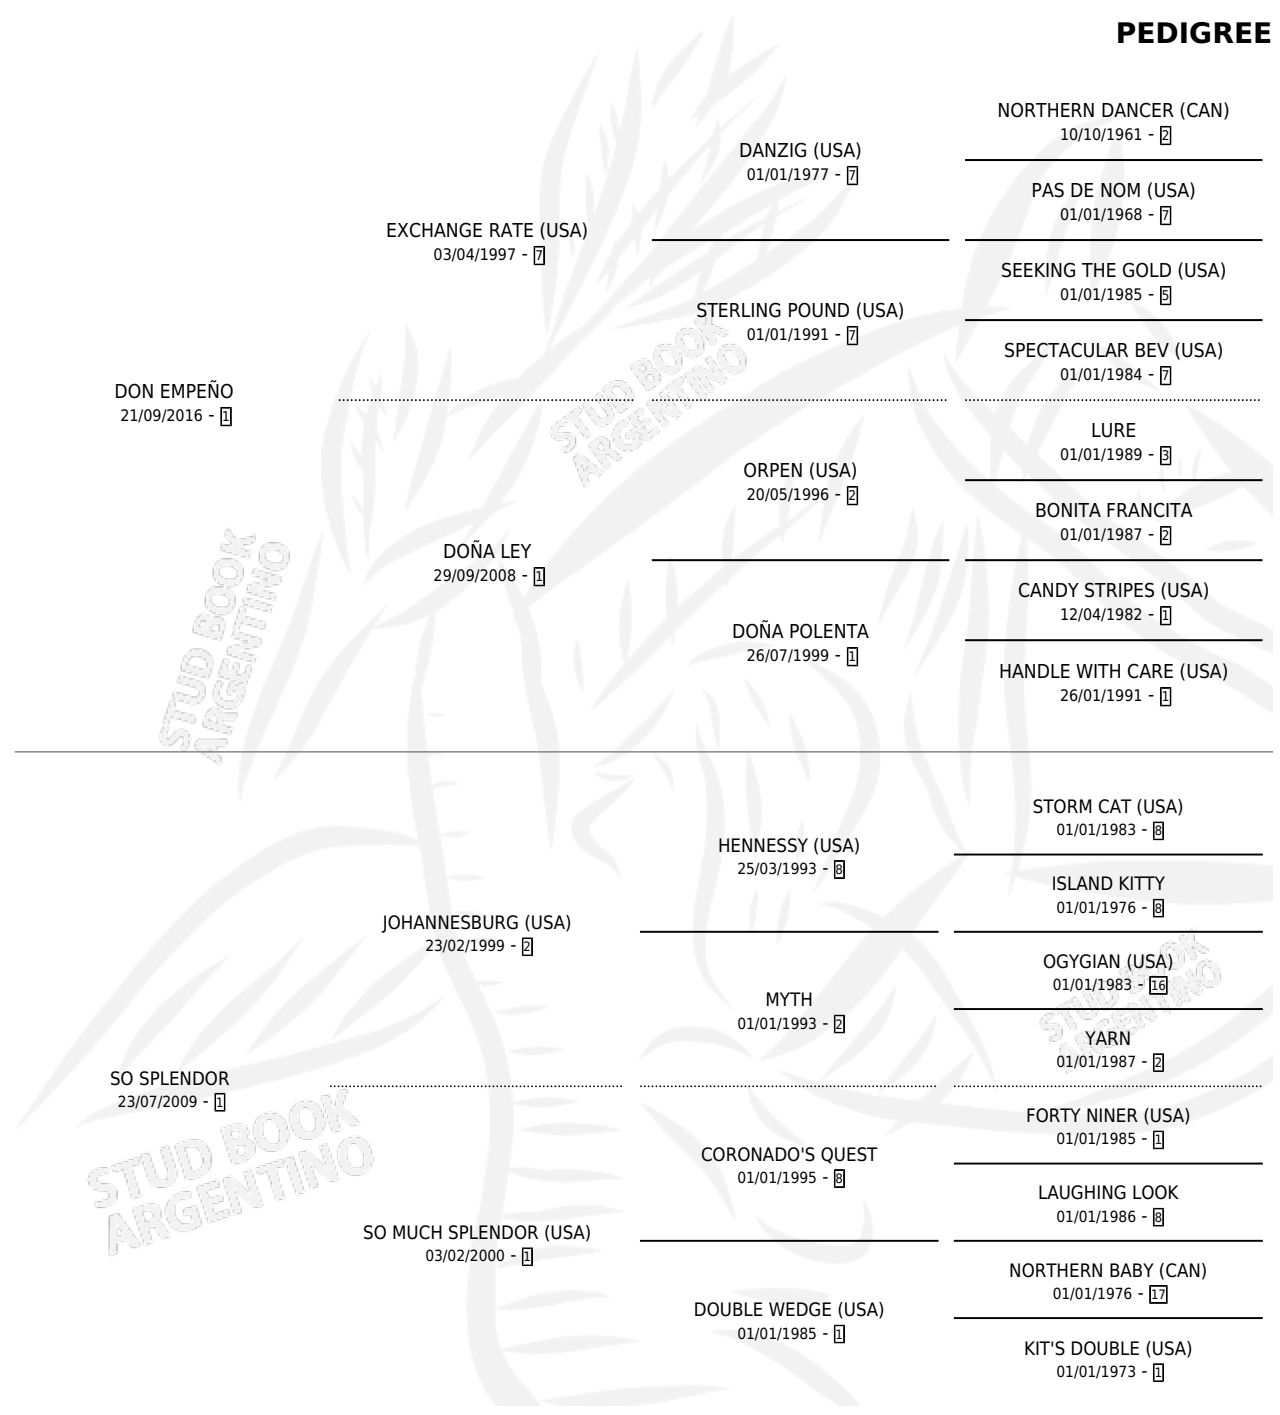 PEDIGREE
NORTHERN DANCER (CAN)
10/10/1961 - 2
DANZIG (USA)
01/01/1977 - 7
PAS DE NOM (USA)
01/01/1968 - 7
EXCHANGE RATE (USA)
03/04/1997 - 7
SEEKING THE GOLD (USA)
01/01/1985 - 5
STERLING POUND (USA)
01/01/1991 - 7
SPECTACULAR BEV (USA)
01/01/1984 - 7
DON EMPEÑO
21/09/2016 - 1
LURE
01/01/1989 - 3
ORPEN (USA)
20/05/1996 - 2
BONITA FRANCITA
01/01/1987 - 2
DOÑA LEY
29/09/2008 - 1
CANDY STRIPES (USA)
12/04/1982 - 1
DOÑA POLENTA
26/07/1999 - 1
HANDLE WITH CARE (USA)
26/01/1991 - 1
STORM CAT (USA)
01/01/1983 - 8
HENNESSY (USA)
25/03/1993 - 8
ISLAND KITTY
01/01/1976 - 8
JOHANNESBURG (USA)
23/02/1999 - 2
OGYGIAN (USA)
01/01/1983 - 16
MYTH
01/01/1993 - 2
YARN
01/01/1987 - 2
SO SPLENDOR
23/07/2009 - 1
FORTY NINER (USA)
01/01/1985 - 1
CORONADO'S QUEST
01/01/1995 - 8
LAUGHING LOOK
01/01/1986 - 8
SO MUCH SPLENDOR (USA)
03/02/2000 - 1
NORTHERN BABY (CAN)
01/01/1976 - 17
DOUBLE WEDGE (USA)
01/01/1985 - 1
KIT'S DOUBLE (USA)
01/01/1973 - 1
STUD BOOK
ARGENTINO
STUD BOOK
ARGENTINO
STUD BOOK
ARGENTINO
STUD BOOK
ARGENTINO